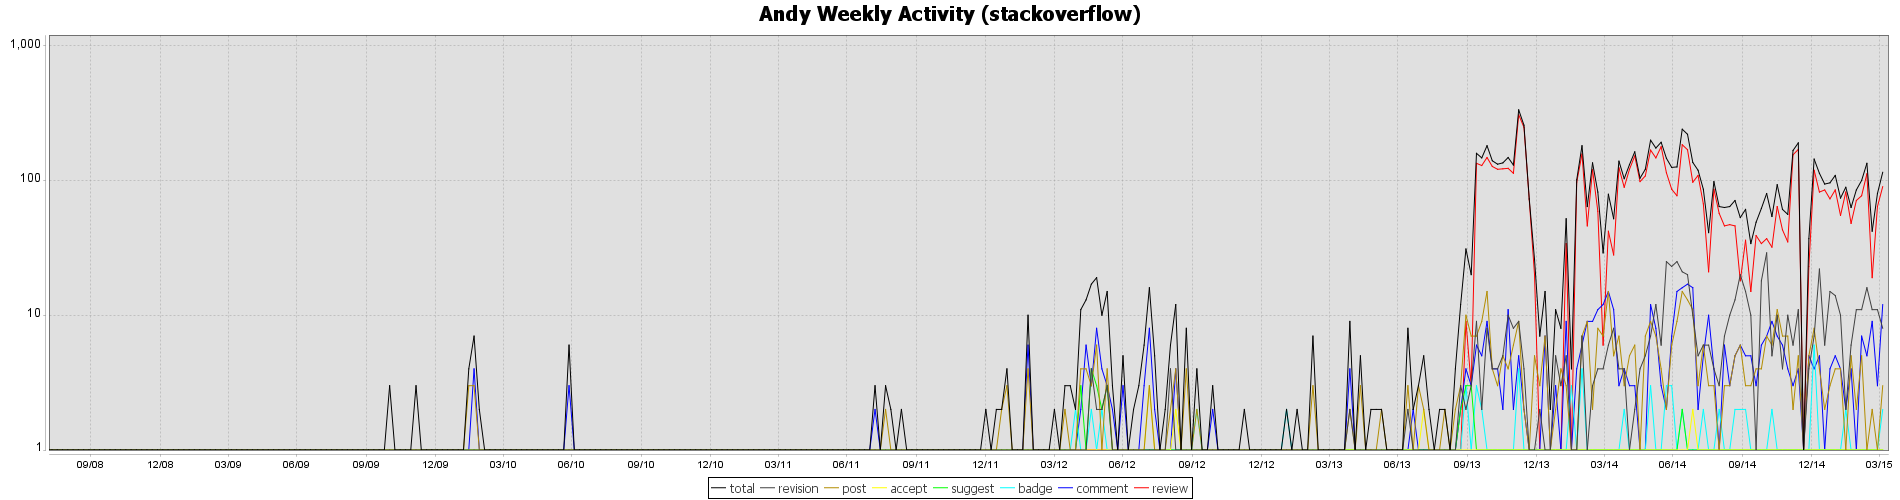 Andy Weekly Activity (stackoverflow)
1,000
100
10
1
09/08 12/08 03/09 06/09 09/09 12/09 03/10 06/10 09/10 12/10 03/11 06/11 09/11 12/11 03/12 06/12 09/12 12/12 03/13 06/13 09/13 12/13 03/14 06/14 09/14 12/14 03/15
total revision post accept suggest badge comment review